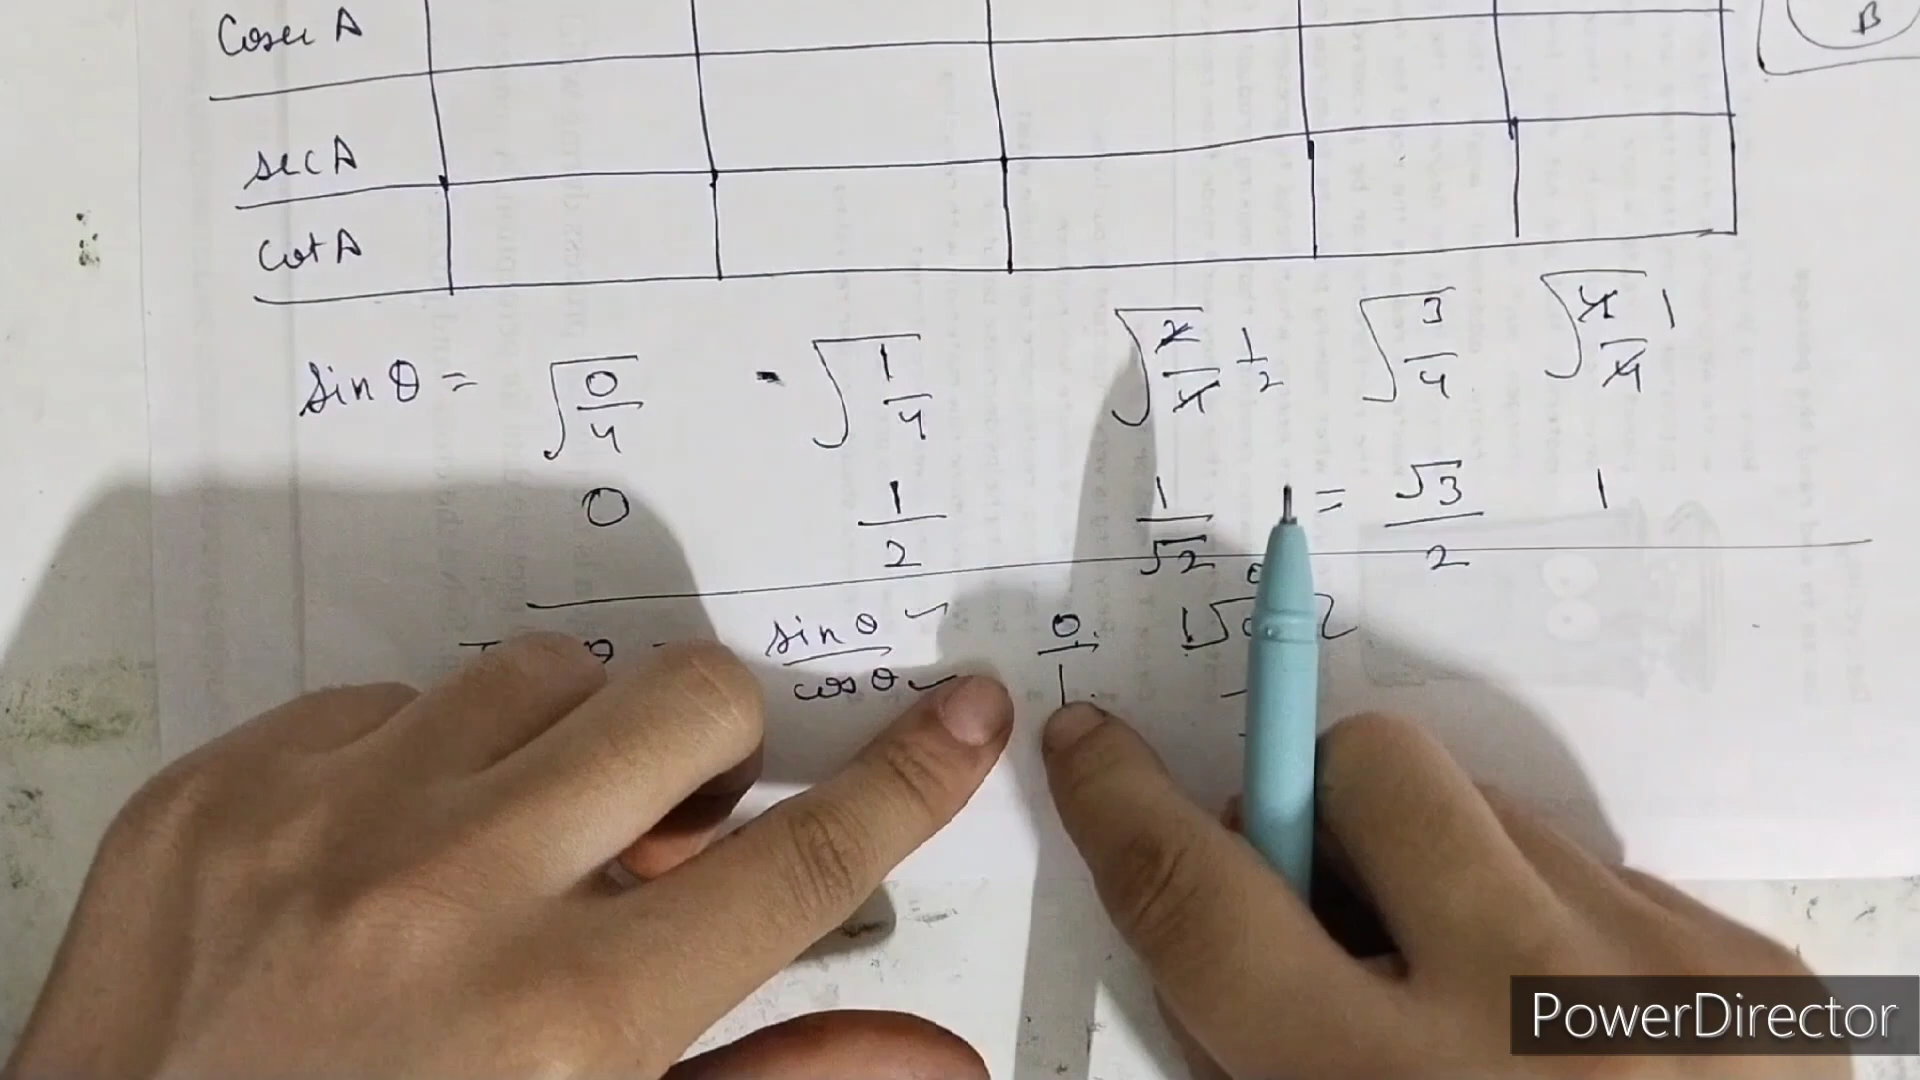 Cosec A
B
sec A
Cot A
sin θ = √0/4 √1/4 √2/4 1/2 √3/4 √4/4 1
0 1/2 1/√2 = √3/2 1
sin θ / cos θ 0/1 1
PowerDirector